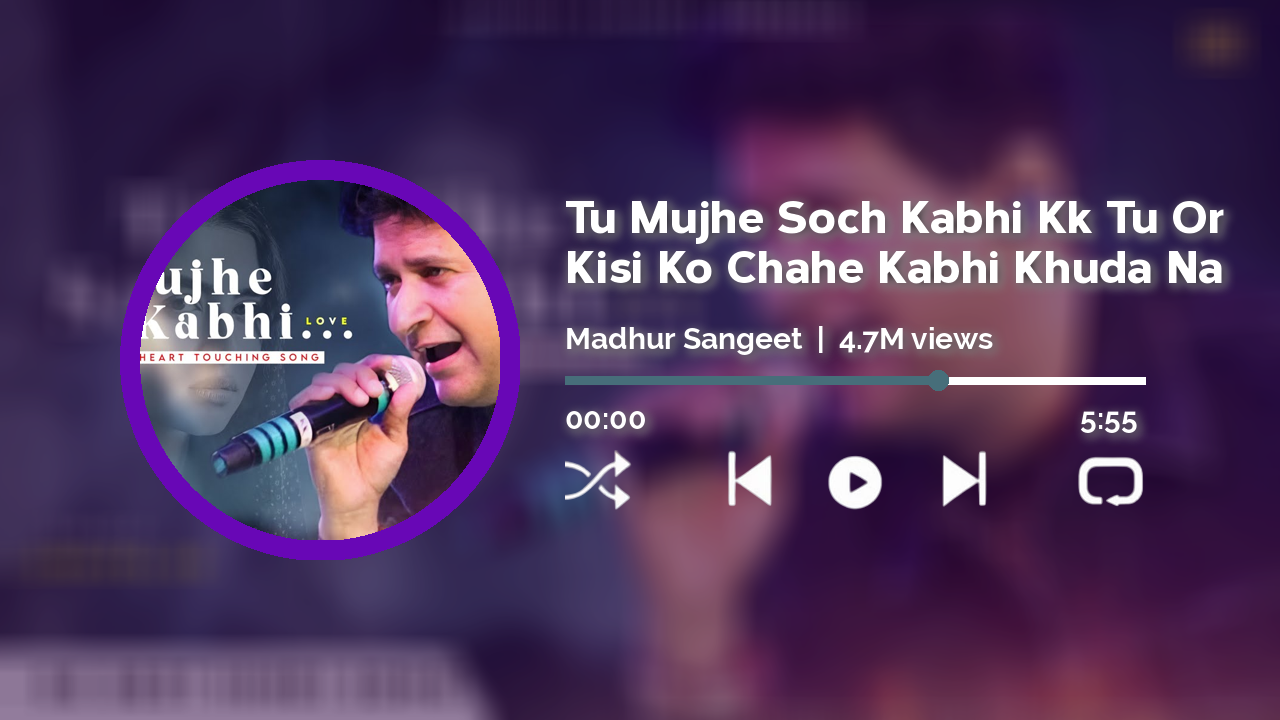 ujhe
Kabhi...
LOVE
HEART TOUCHING SONG
Tu Mujhe Soch Kabhi Kk Tu Or
Kisi Ko Chahe Kabhi Khuda Na
Madhur Sangeet | 4.7M views
00:00
5:55